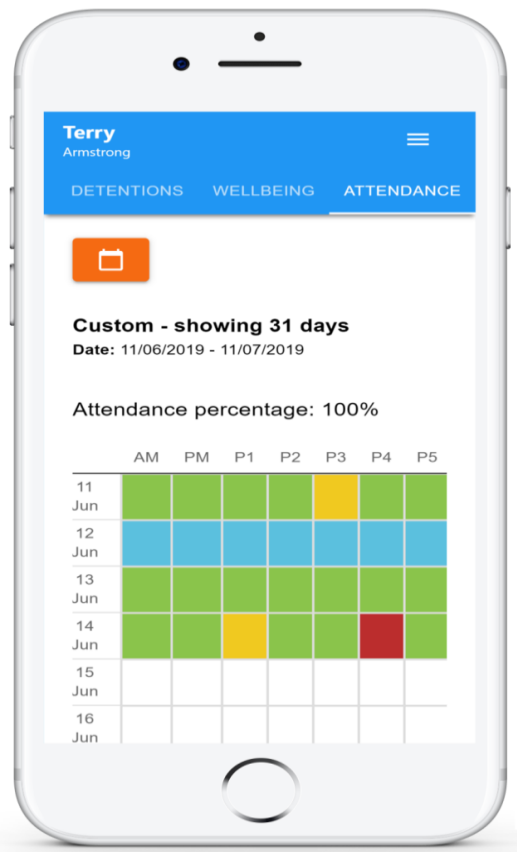 Terry
Armstrong
DETENTIONS WELLBEING ATTENDANCE
Custom - showing 31 days
Date: 11/06/2019 - 11/07/2019
Attendance percentage: 100%
AM PM P1 P2 P3 P4 P5
11
Jun
12
Jun
13
Jun
14
Jun
15
Jun
16
Jun